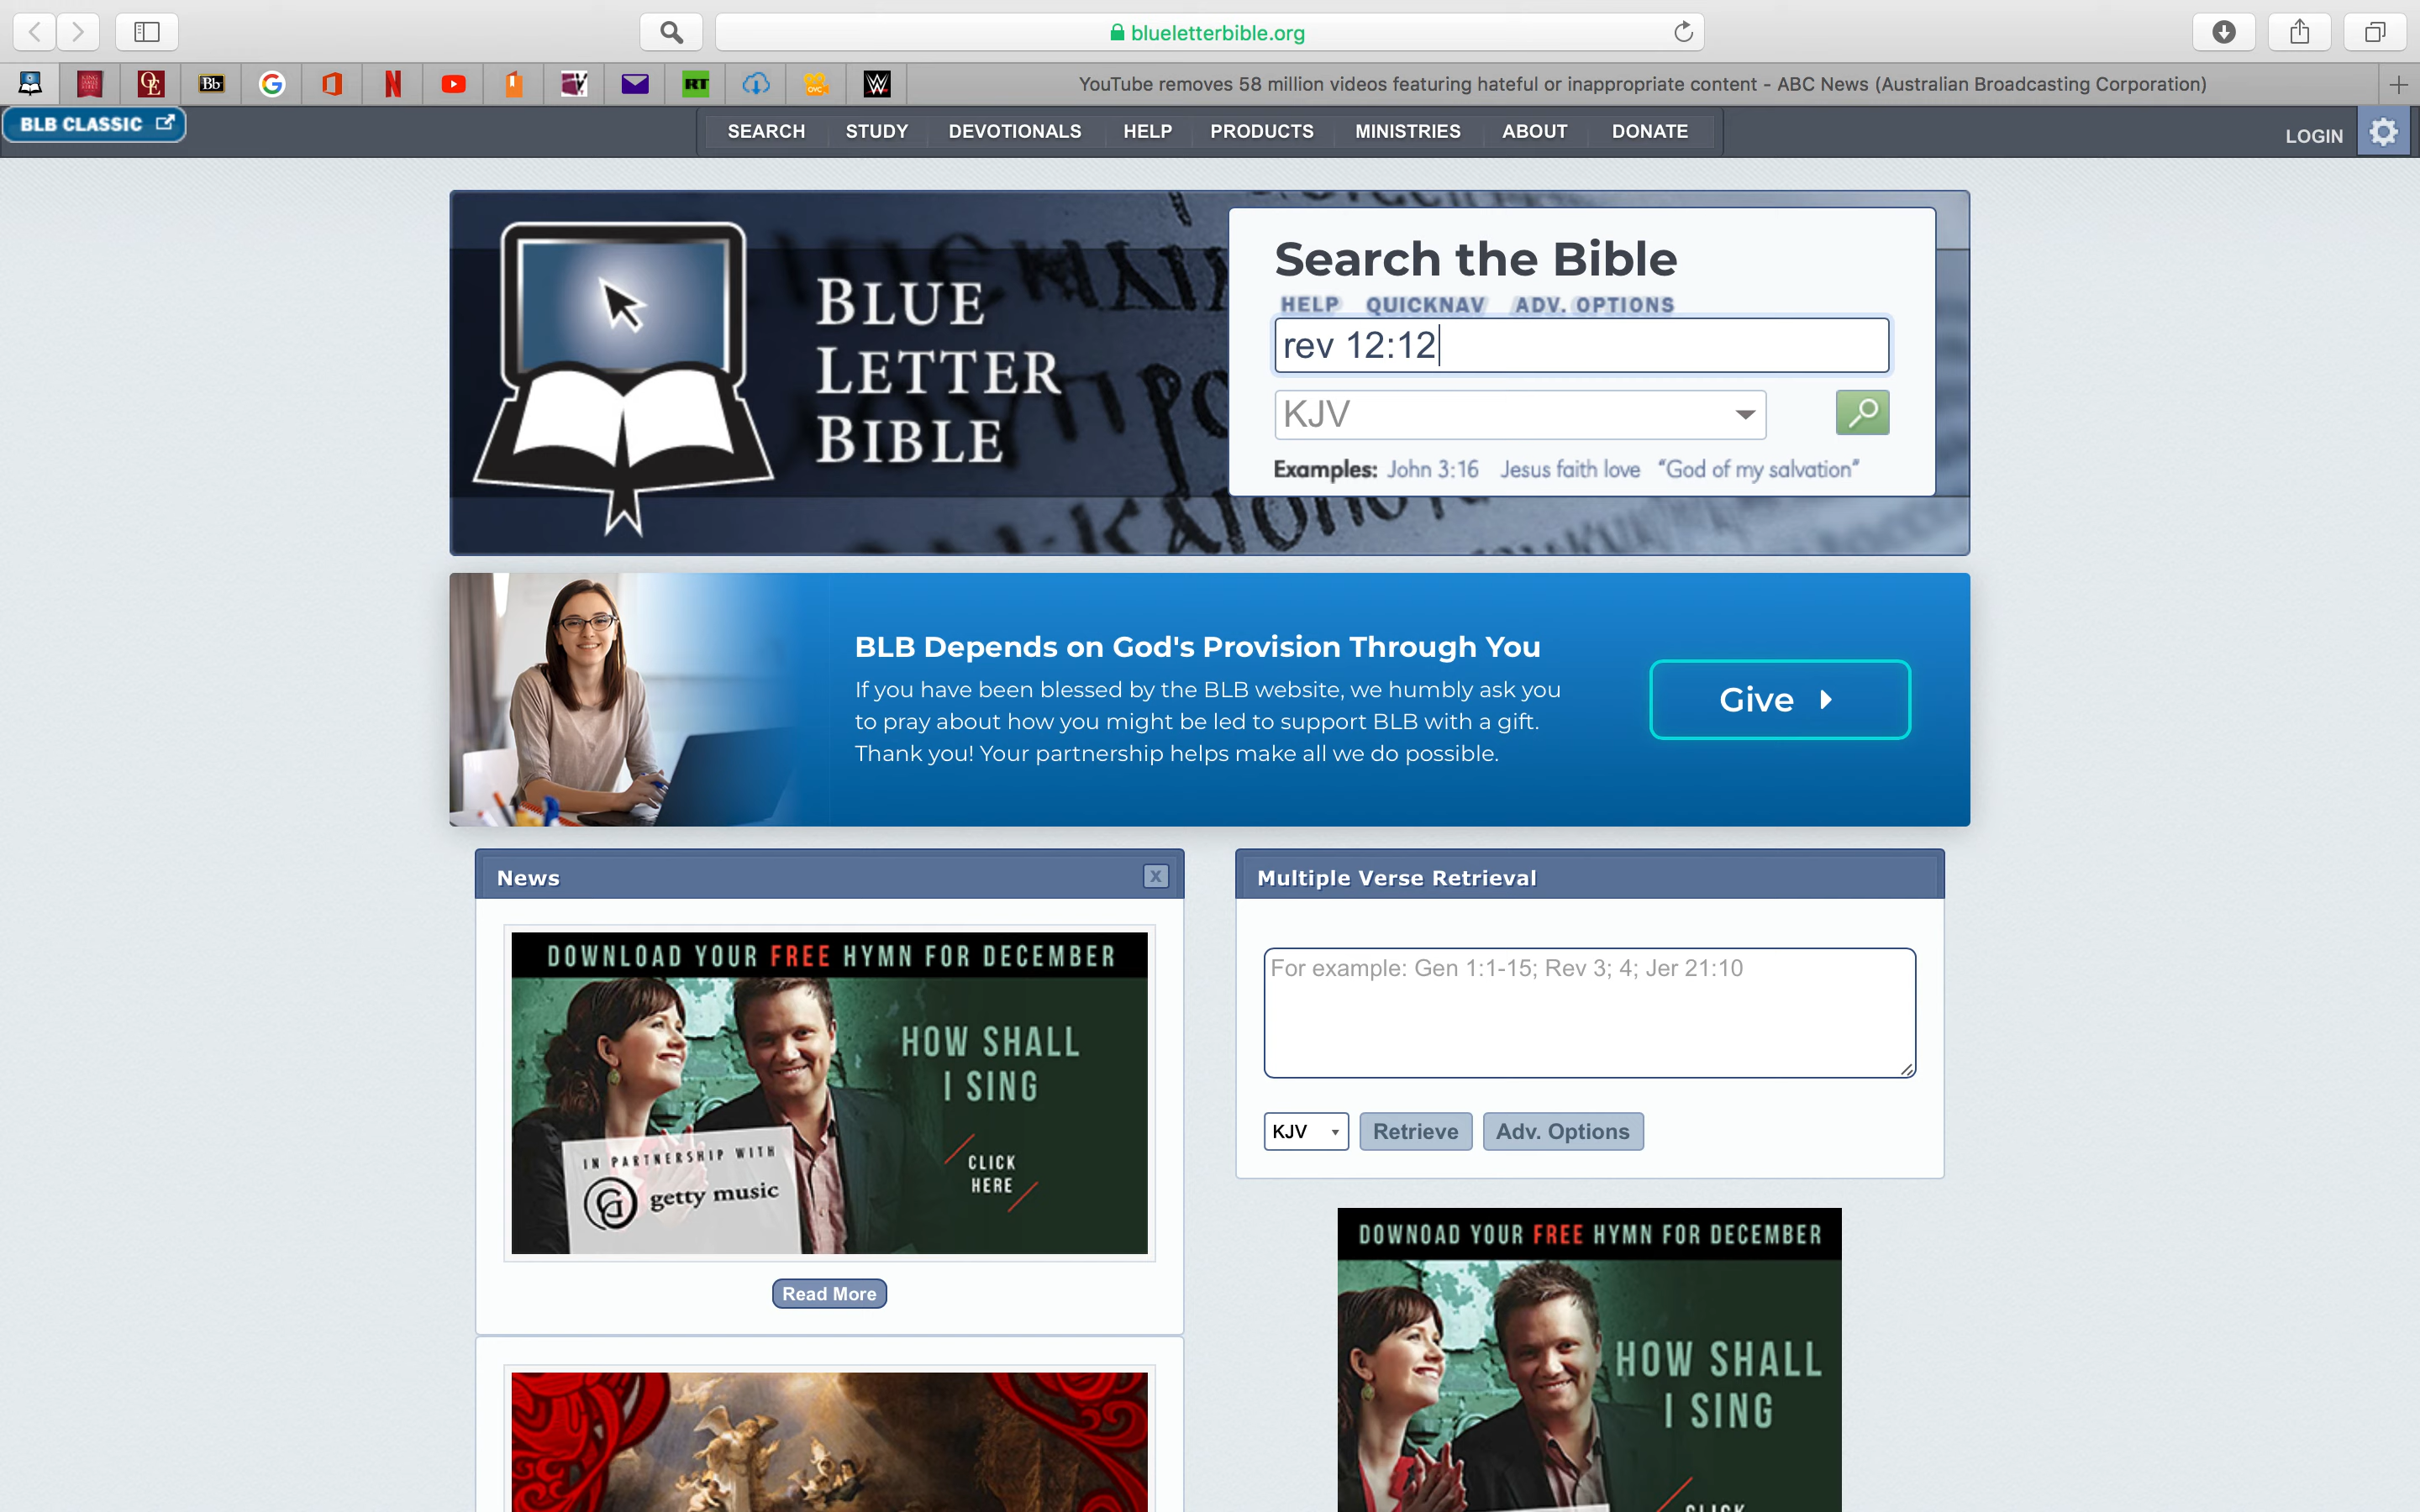 blueletterbible.org
YouTube removes 58 million videos featuring hateful or inappropriate content - ABC News (Australian Broadcasting Corporation)
BLB CLASSIC
SEARCH STUDY DEVOTIONALS HELP PRODUCTS MINISTRIES ABOUT DONATE
LOGIN
BLUE
LETTER
BIBLE
Search the Bible
HELP QUICKNAV ADV. OPTIONS
rev 12:12
KJV
Examples: John 3:16 Jesus faith love “God of my salvation”
BLB Depends on God's Provision Through You
If you have been blessed by the BLB website, we humbly ask you
to pray about how you might be led to support BLB with a gift.
Thank you! Your partnership helps make all we do possible.
Give
News
X
DOWNLOAD YOUR FREE HYMN FOR DECEMBER
HOW SHALL
I SING
IN PARTNERSHIP WITH
getty music
CLICK
HERE
Read More
Multiple Verse Retrieval
For example: Gen 1:1-15; Rev 3; 4; Jer 21:10
KJV Retrieve Adv. Options
DOWNOAD YOUR FREE HYMN FOR DECEMBER
HOW SHALL
I SING
CLICK